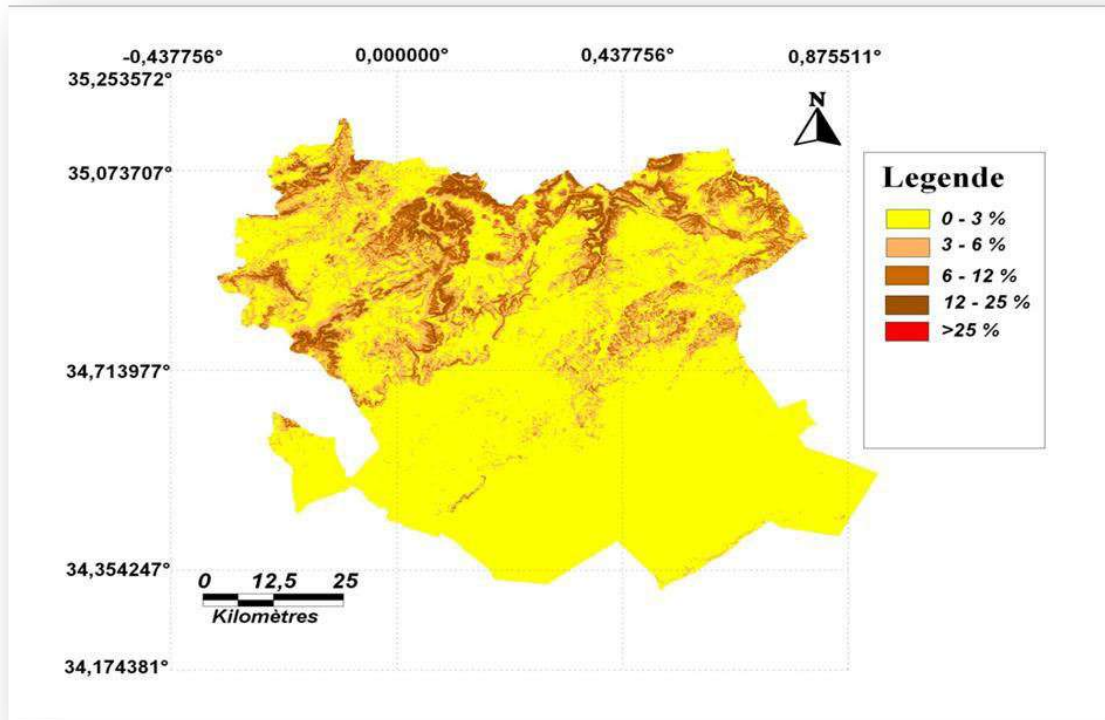 -0,437756° 0,000000° 0,437756° 0,875511°
35,253572°
N
35,073707°
Legende
0 - 3 %
3 - 6 %
6 - 12 %
12 - 25 %
>25 %
34,713977°
34,354247°
0 12,5 25
Kilomètres
34,174381°